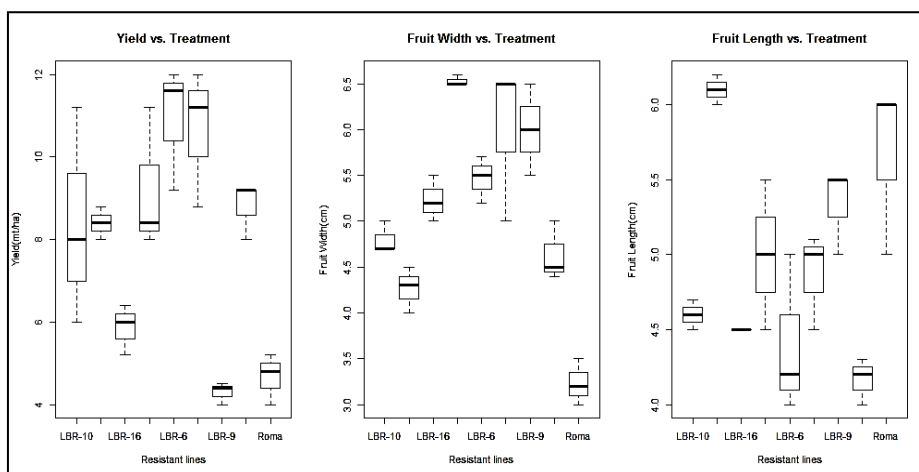 Yield vs. Treatment
Yield(mt/ha)
12
10
8
6
4
LBR-10 LBR-16 LBR-6 LBR-9 Roma
Resistant lines
Fruit Width vs. Treatment
Fruit Width(cm)
6.5
6.0
5.5
5.0
4.5
4.0
3.5
3.0
LBR-10 LBR-16 LBR-6 LBR-9 Roma
Resistant lines
Fruit Length vs. Treatment
Fruit Length(cm)
6.0
5.5
5.0
4.5
4.0
LBR-10 LBR-16 LBR-6 LBR-9 Roma
Resistant lines